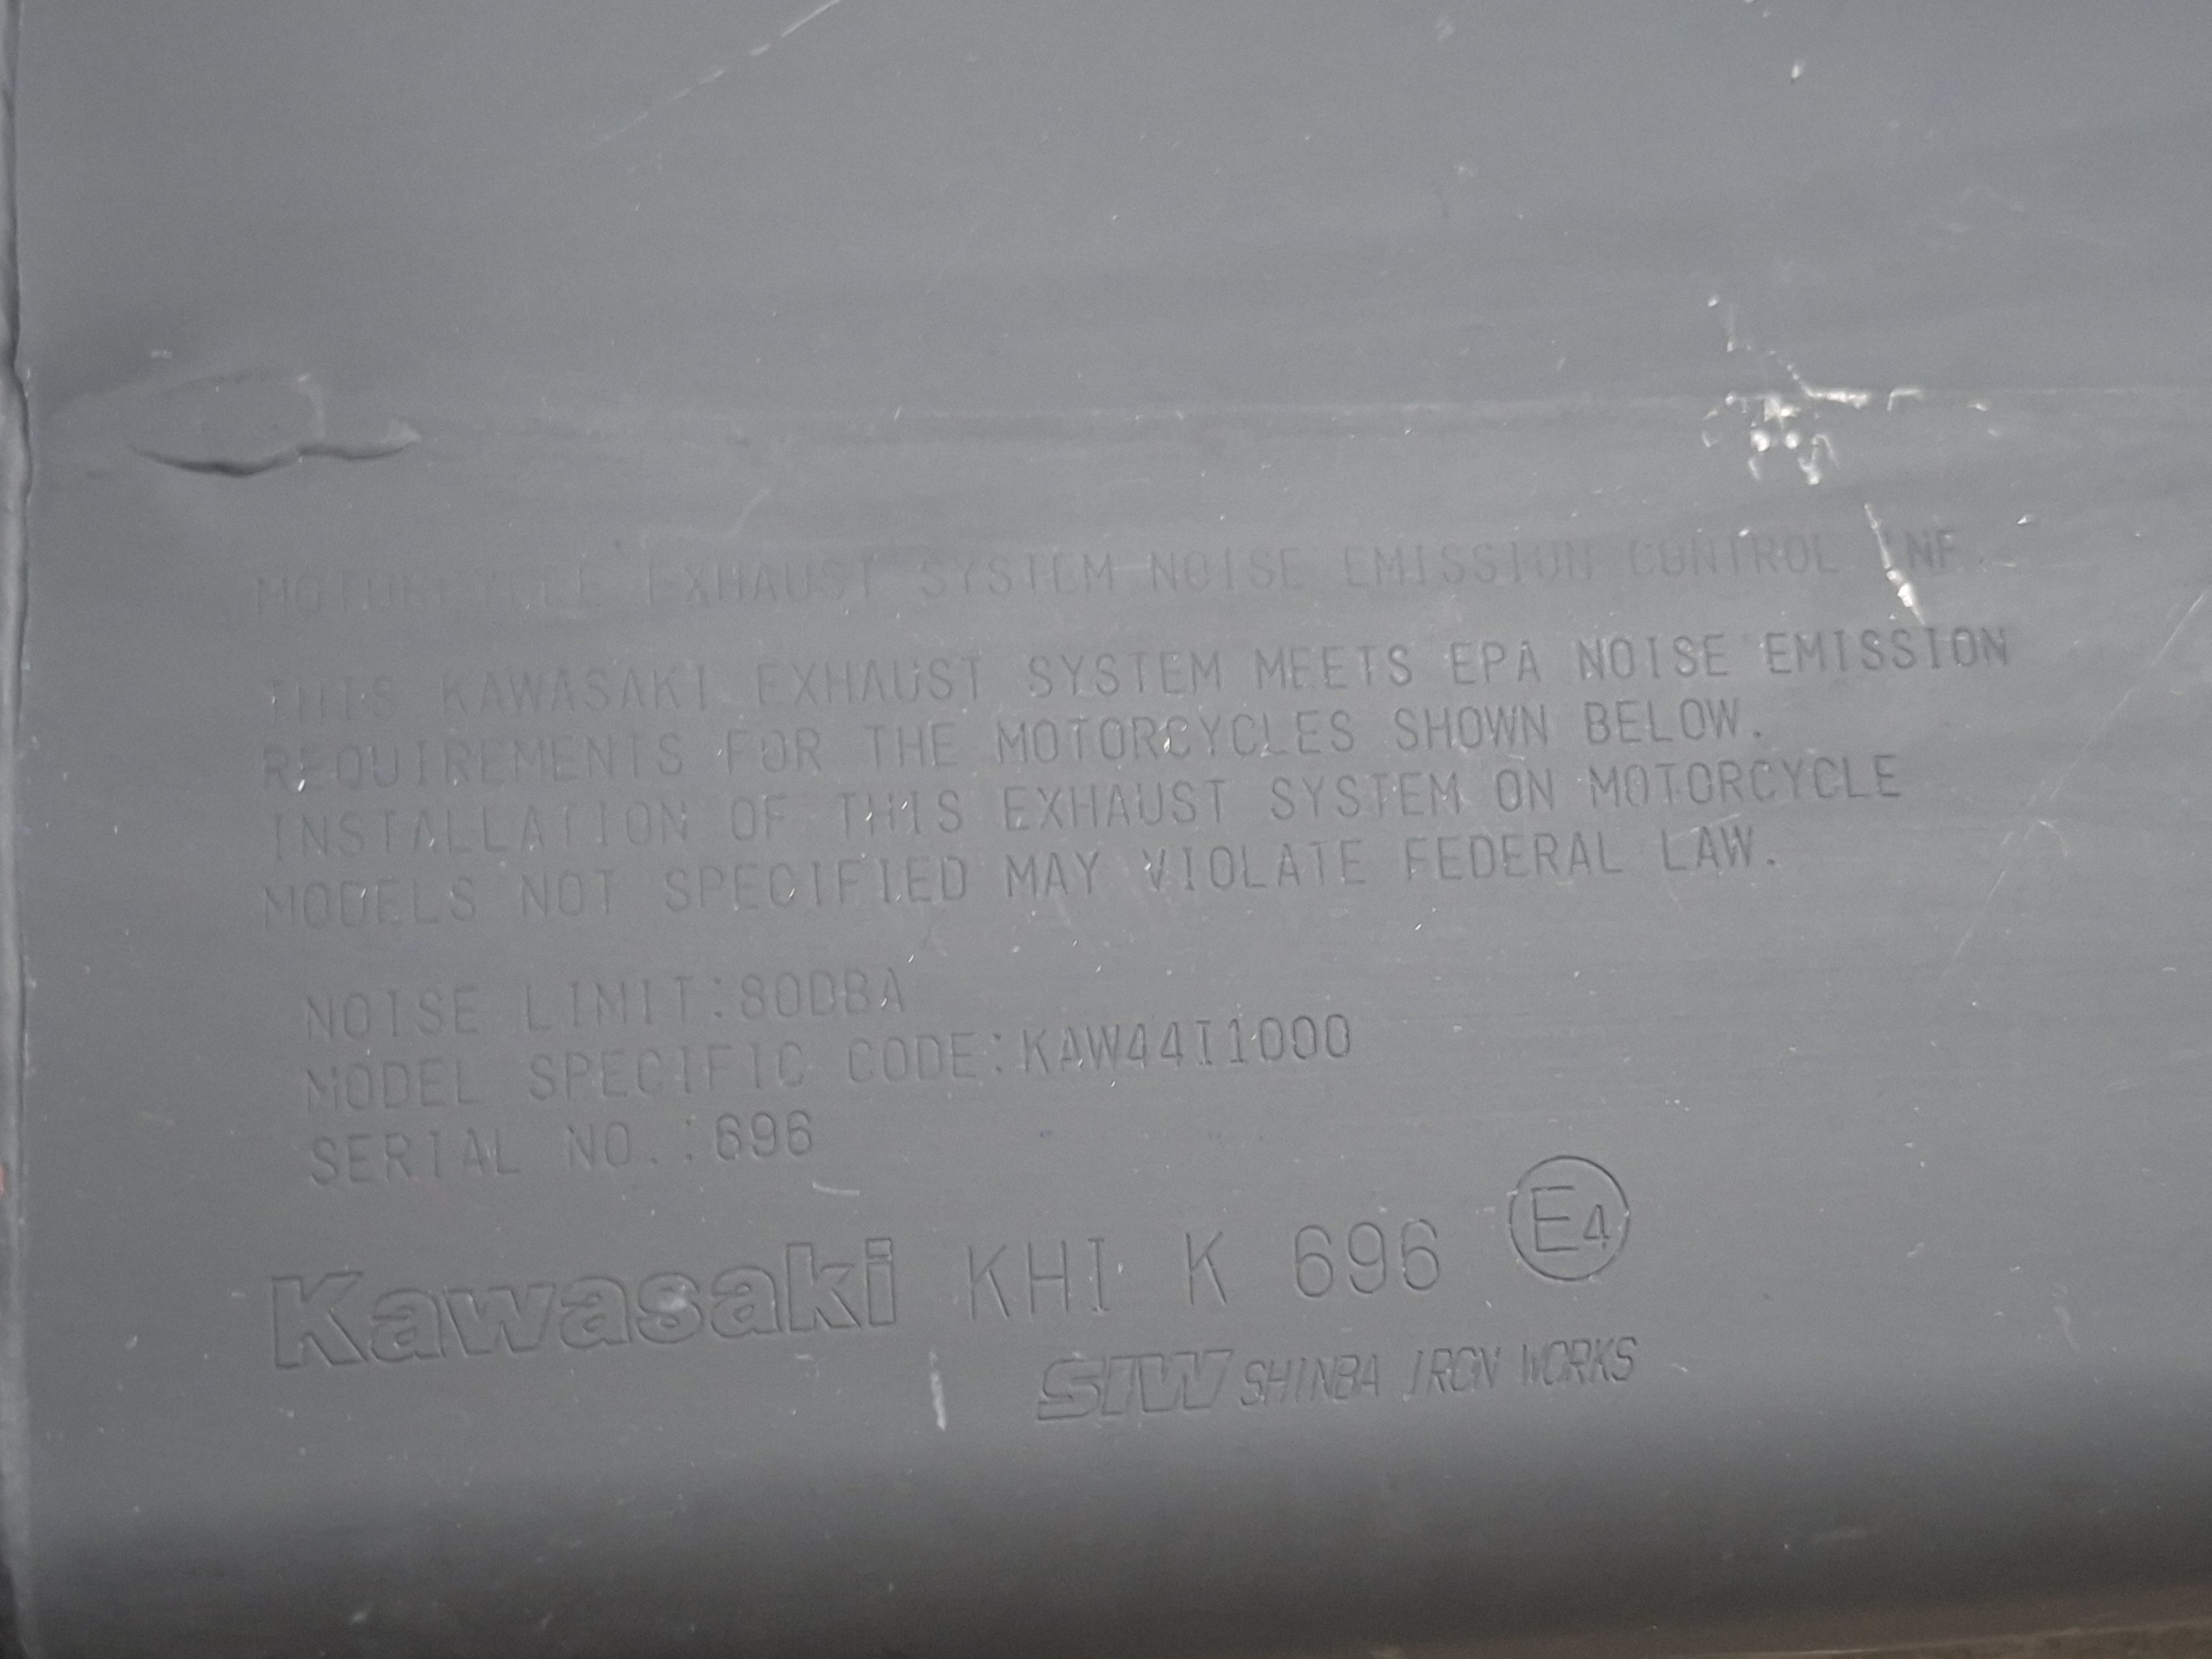 MOTORCYCLE EXHAUST SYSTEM NOISE EMISSION CONTROL INF.
THIS KAWASAKI EXHAUST SYSTEM MEETS EPA NOISE EMISSION
REQUIREMENTS FOR THE MOTORCYCLES SHOWN BELOW.
INSTALLATION OF THIS EXHAUST SYSTEM ON MOTORCYCLE
MODELS NOT SPECIFIED MAY VIOLATE FEDERAL LAW.
NOISE LIMIT:80DBA
MODEL SPECIFIC CODE:KAW44I1000
SERIAL NO.:696
Kawasaki KHI K 696 E4
SIW SHINBA IRON WORKS